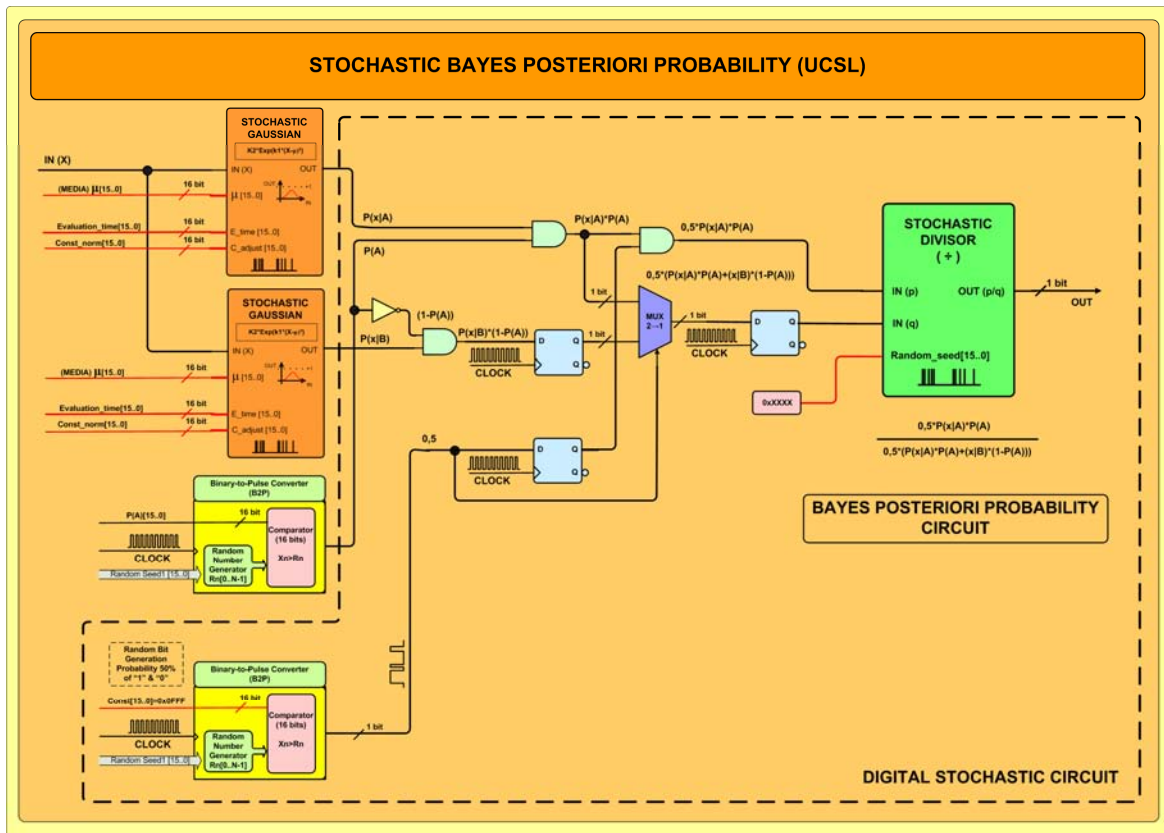 STOCHASTIC BAYES POSTERIORI PROBABILITY (UCSL)
STOCHASTIC
GAUSSIAN
K2*Exp(k1*(X-µ)²)
IN (X)
IN (X)
OUT
(MEDIA) µ[15..0]
16 bit
µ [15..0]
OUT
+1
m
Evaluation_time[15..0]
16 bit
E_time [15..0]
Const_norm[15..0]
16 bit
C_adjust [15..0]
P(x|A)
P(A)
P(x|A)*P(A)
0,5*P(x|A)*P(A)
0,5*(P(x|A)*P(A)+(x|B)*(1-P(A)))
STOCHASTIC
DIVISOR
( ÷ )
IN (p)
OUT (p/q)
1 bit
OUT
IN (q)
Random_seed[15..0]
0xXXXX
STOCHASTIC
GAUSSIAN
K2*Exp(k1*(X-µ)²)
IN (X)
OUT
(MEDIA) µ[15..0]
16 bit
µ [15..0]
OUT
+1
m
Evaluation_time[15..0]
16 bit
E_time [15..0]
Const_norm[15..0]
16 bit
C_adjust [15..0]
(1-P(A))
P(x|B)
P(x|B)*(1-P(A))
D
Q
Q
CLOCK
1 bit
1 bit
MUX
2→1
1 bit
D
Q
Q
CLOCK
0,5
D
Q
Q
CLOCK
0,5*P(x|A)*P(A)
0,5*(P(x|A)*P(A)+(x|B)*(1-P(A)))
BAYES POSTERIORI PROBABILITY
CIRCUIT
Binary-to-Pulse Converter
(B2P)
P(A)[15..0]
16 bit
Comparator
(16 bits)
Xn>Rn
CLOCK
Random
Number
Generator
Rn[0..N-1]
Random Seed1 [15..0]
Random Bit
Generation
Probability 50%
of "1" & "0"
Binary-to-Pulse Converter
(B2P)
Const[15..0]=0x0FFF
16 bit
Comparator
(16 bits)
Xn>Rn
CLOCK
Random
Number
Generator
Rn[0..N-1]
Random Seed1 [15..0]
1 bit
DIGITAL STOCHASTIC CIRCUIT